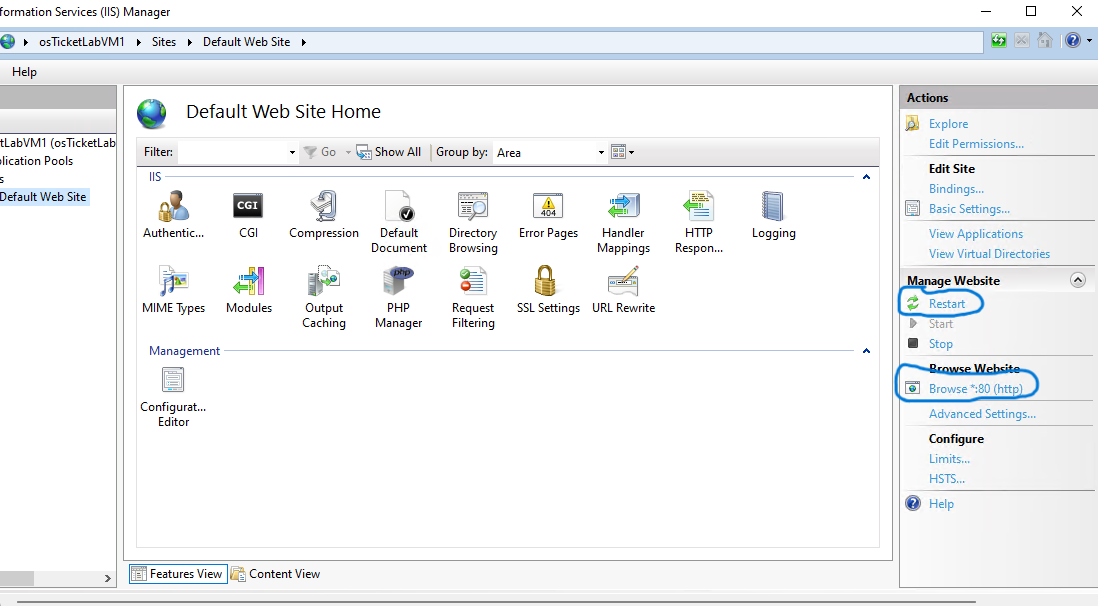 formation Services (IIS) Manager
osTicketLabVM1 Sites Default Web Site
Help
tLabVM1 (osTicketLab
lication Pools
s
Default Web Site
Default Web Site Home
Filter: Go Show All Group by: Area
IIS
Authentic... CGI Compression Default Document Directory Browsing Error Pages Handler Mappings HTTP Respon... Logging
MIME Types Modules Output Caching PHP Manager Request Filtering SSL Settings URL Rewrite
Management
Configurat... Editor
Features View Content View
Actions
Explore
Edit Permissions...
Edit Site
Bindings...
Basic Settings...
View Applications
View Virtual Directories
Manage Website
Restart
Start
Stop
Browse Website
Browse *:80 (http)
Advanced Settings...
Configure
Limits...
HSTS...
Help